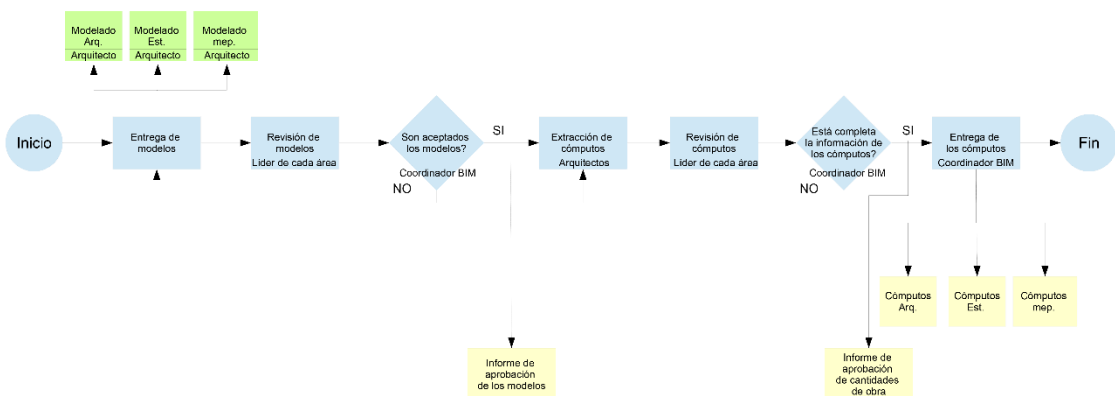 Modelado
Arq.
Arquitecto
Modelado
Est.
Arquitecto
Modelado
mep.
Arquitecto
Inicio
Entrega de
modelos
Revisión de
modelos
Líder de cada área
Son aceptados
los modelos?
Coordinador BIM
SI
NO
Extracción de
cómputos
Arquitectos
Revisión de
cómputos
Líder de cada área
Está completa
la información de
los cómputos?
Coordinador BIM
SI
NO
Entrega de
los cómputos
Coordinador BIM
Fin
Cómputos
Arq.
Cómputos
Est.
Cómputos
mep.
Informe de
aprobación
de los modelos
Informe de
aprobación
de cantidades
de obra